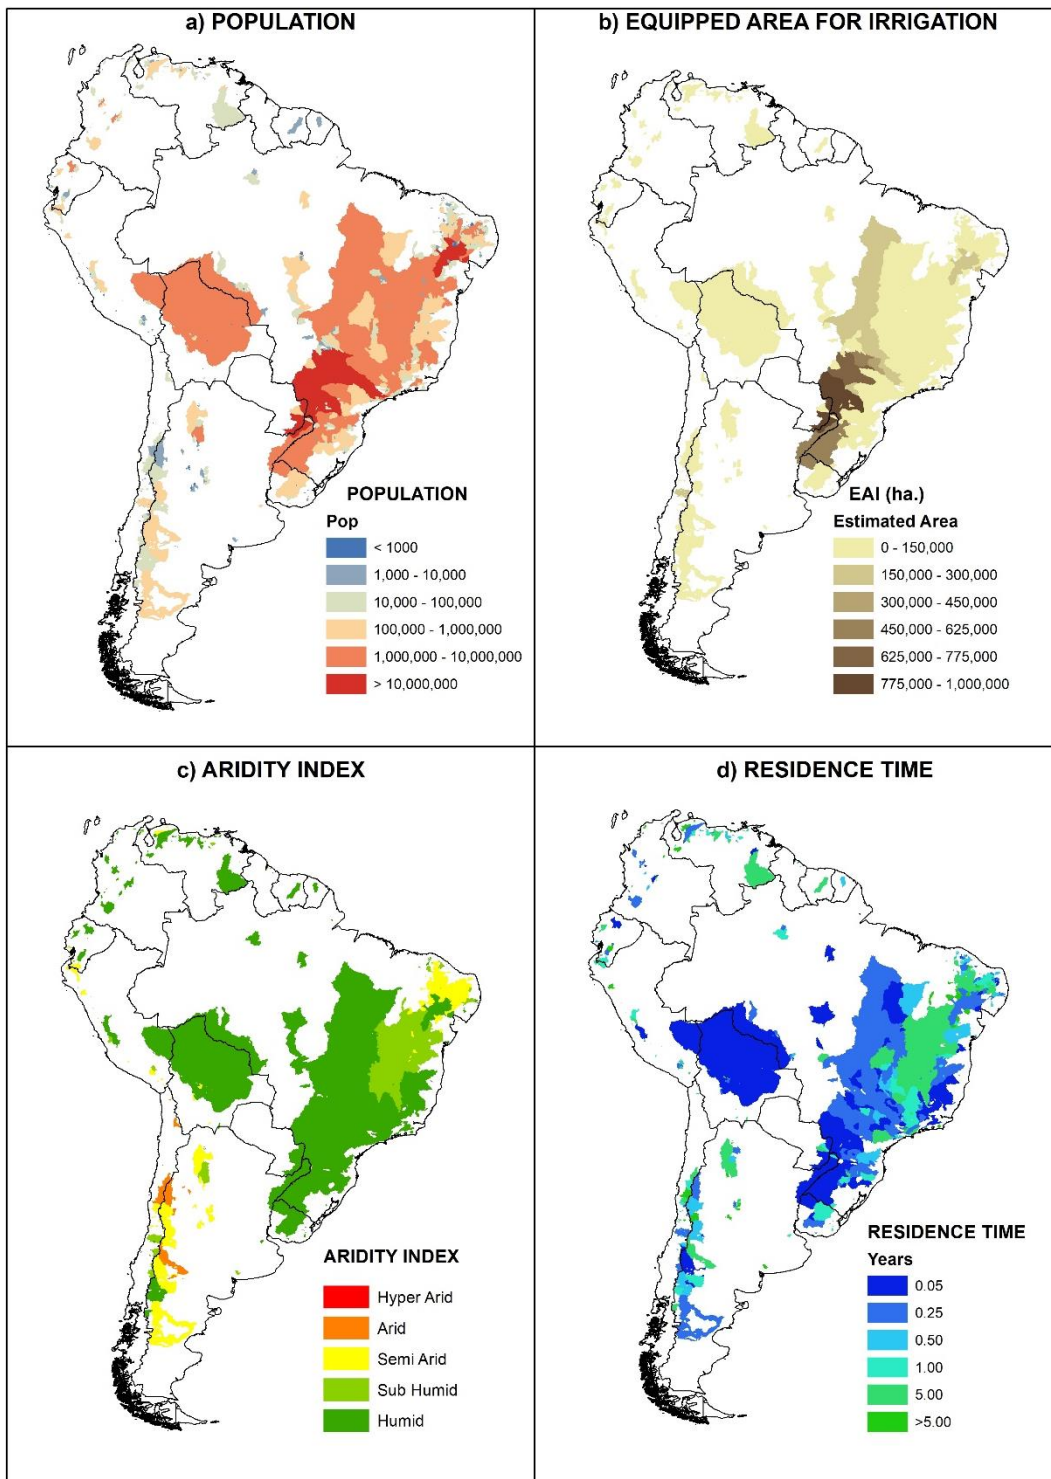 a) POPULATION
POPULATION
Pop
< 1000
1,000 - 10,000
10,000 - 100,000
100,000 - 1,000,000
1,000,000 - 10,000,000
> 10,000,000
b) EQUIPPED AREA FOR IRRIGATION
EAI (ha.)
Estimated Area
0 - 150,000
150,000 - 300,000
300,000 - 450,000
450,000 - 625,000
625,000 - 775,000
775,000 - 1,000,000
c) ARIDITY INDEX
ARIDITY INDEX
Hyper Arid
Arid
Semi Arid
Sub Humid
Humid
d) RESIDENCE TIME
RESIDENCE TIME
Years
0.05
0.25
0.50
1.00
5.00
>5.00